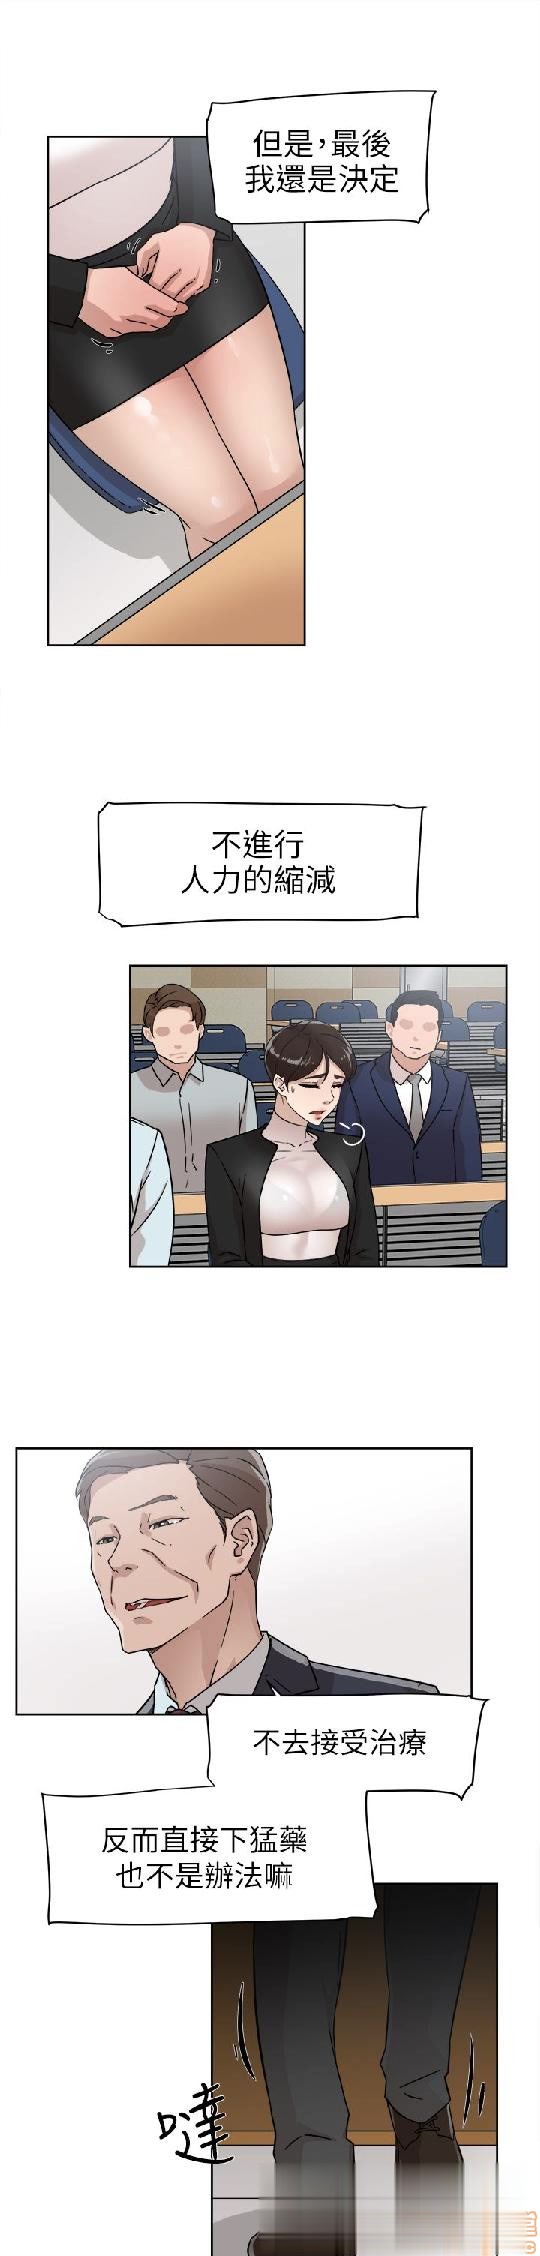 但是，最後
我還是決定
不進行
人力的縮減
不去接受治療
反而直接下猛藥
也不是辦法嘛
噠